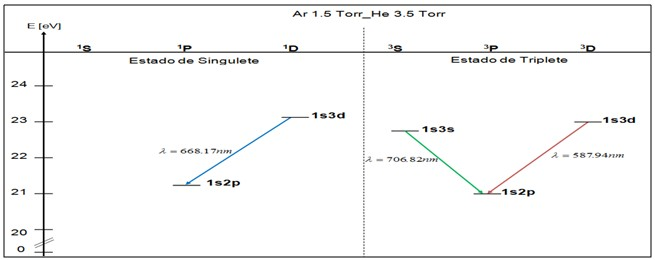 Ar 1.5 Torr_He 3.5 Torr
E [eV]
¹S ¹P ¹D ³S ³P ³D
Estado de Singulete Estado de Triplete
24
1s3d 1s3s 1s3d
23
λ = 668.17nm λ = 706.82nm λ = 587.94nm
22
1s2p 1s2p
21
20
0